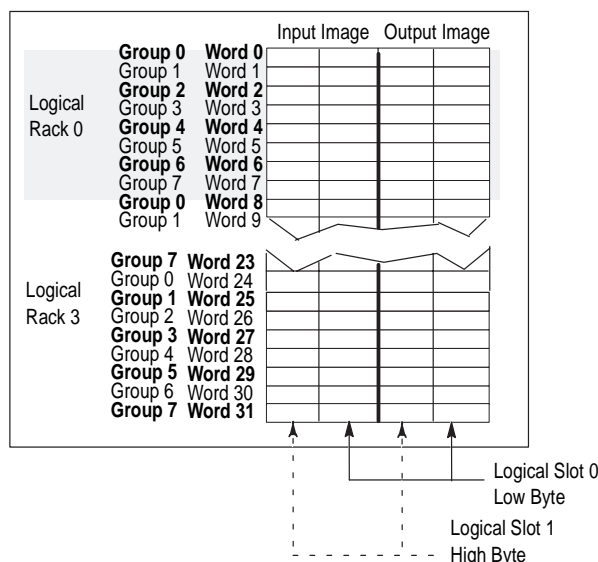 Input Image Output Image
Group 0 Word 0
Group 1 Word 1
Group 2 Word 2
Logical
Rack 0
Group 3 Word 3
Group 4 Word 4
Group 5 Word 5
Group 6 Word 6
Group 7 Word 7
Group 0 Word 8
Group 1 Word 9
Group 7 Word 23
Group 0 Word 24
Logical
Rack 3
Group 1 Word 25
Group 2 Word 26
Group 3 Word 27
Group 4 Word 28
Group 5 Word 29
Group 6 Word 30
Group 7 Word 31
Logical Slot 0
Low Byte
Logical Slot 1
High Byte